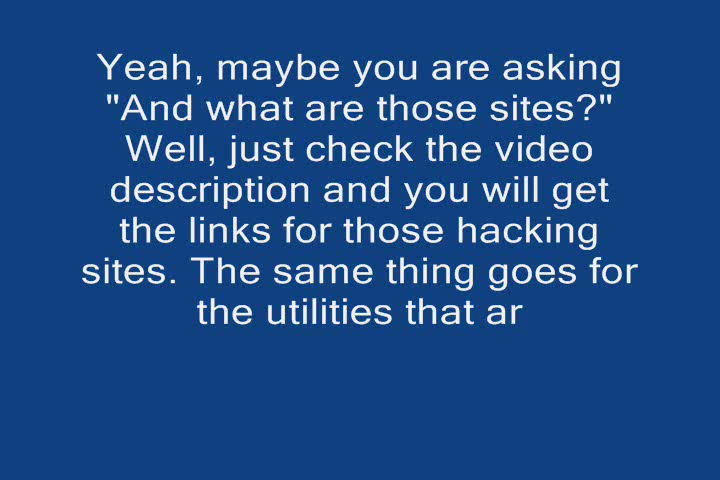 Yeah, maybe you are asking
"And what are those sites?"
Well, just check the video
description and you will get
the links for those hacking
sites. The same thing goes for
the utilities that ar